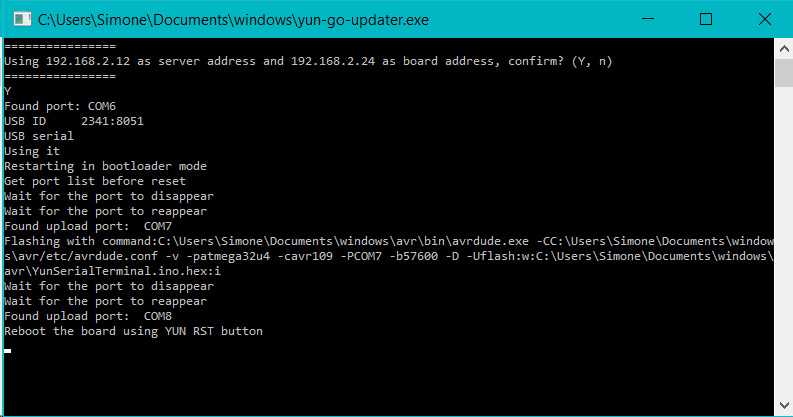 C:\Users\Simone\Documents\windows\yun-go-updater.exe
================
Using 192.168.2.12 as server address and 192.168.2.24 as board address, confirm? (Y, n)
================
Y
Found port: COM6
USB ID     2341:8051
USB serial
Using it
Restarting in bootloader mode
Get port list before reset
Wait for the port to disappear
Wait for the port to reappear
Found upload port:  COM7
Flashing with command:C:\Users\Simone\Documents\windows\avr\bin\avrdude.exe -CC:\Users\Simone\Documents\window
s\avr/etc/avrdude.conf -v -patmega32u4 -cavr109 -PCOM7 -b57600 -D -Uflash:w:C:\Users\Simone\Documents\windows\
avr\YunSerialTerminal.ino.hex:i
Wait for the port to disappear
Wait for the port to reappear
Found upload port:  COM8
Reboot the board using YUN RST button